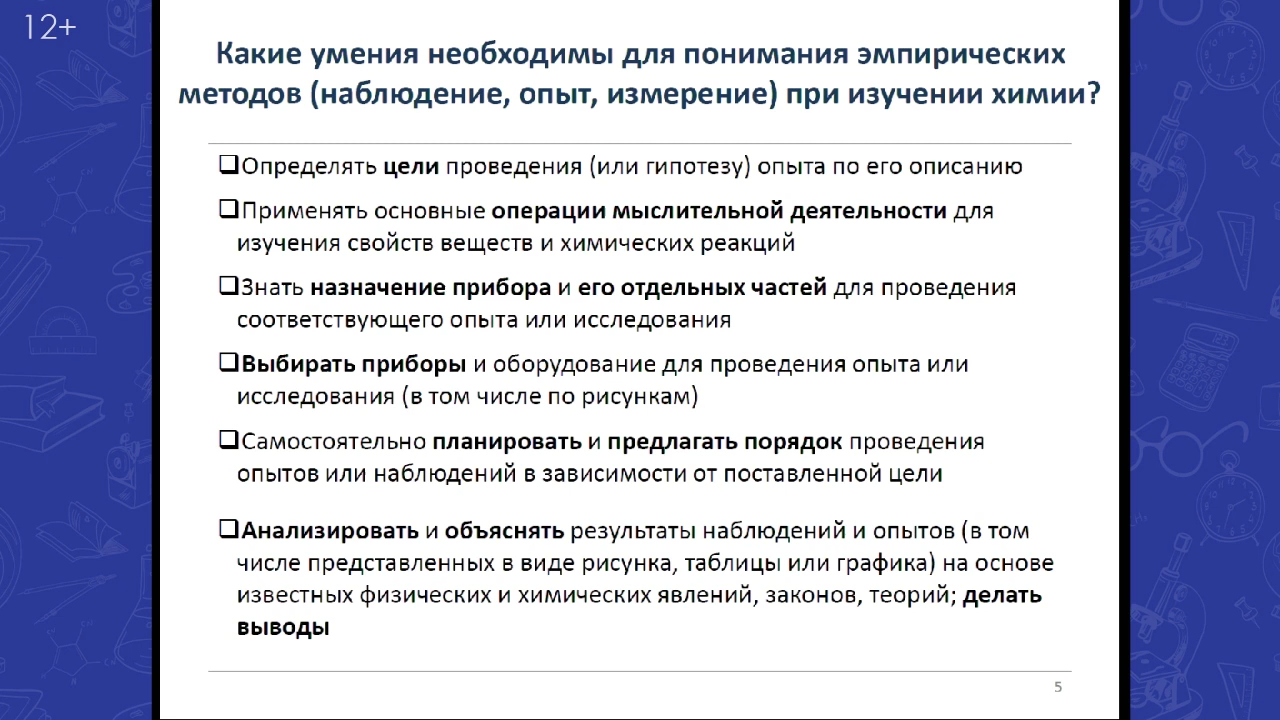 12+
Какие умения необходимы для понимания эмпирических
методов (наблюдение, опыт, измерение) при изучении химии?
❑Определять цели проведения (или гипотезу) опыта по его описанию
❑Применять основные операции мыслительной деятельности для
изучения свойств веществ и химических реакций
❑Знать назначение прибора и его отдельных частей для проведения
соответствующего опыта или исследования
❑Выбирать приборы и оборудование для проведения опыта или
исследования (в том числе по рисункам)
❑Самостоятельно планировать и предлагать порядок проведения
опытов или наблюдений в зависимости от поставленной цели
❑Анализировать и объяснять результаты наблюдений и опытов (в том
числе представленных в виде рисунка, таблицы или графика) на основе
известных физических и химических явлений, законов, теорий; делать
выводы
5